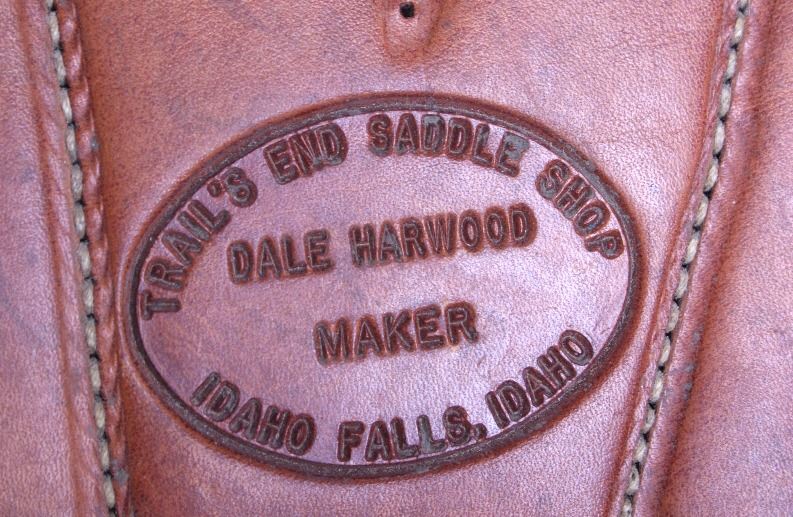 TRAIL'S END SADDLE SHOP
DALE HARWOOD
MAKER
IDAHO FALLS, IDAHO